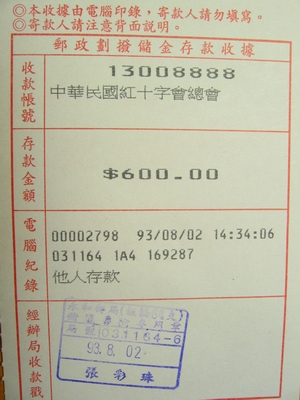 ◎本收據由電腦印錄，寄款人請勿填寫。
◎寄款人請注意背面說明。
郵政劃撥儲金存款收據
收款帳號
13008888
中華民國紅十字會總會
存款金額
$600.00
電腦紀錄
00002798 93/08/02 14:34:06
031164 1A4 169287
他人存款
經辦局收款戳
031164-6
93.8.02
張
珠